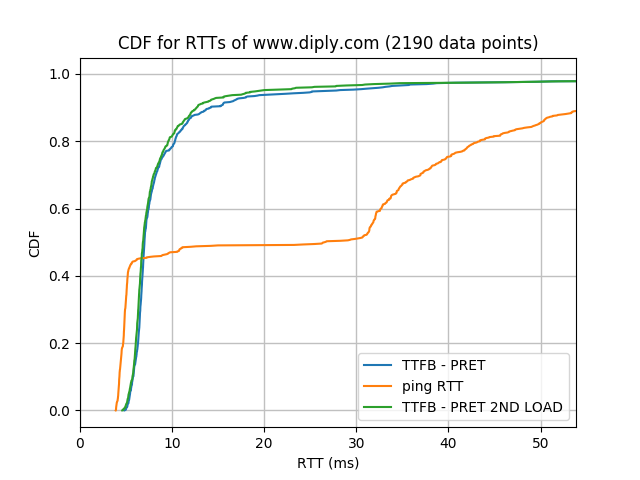 CDF for RTTs of www.diply.com (2190 data points)
1.0
0.8
0.6
0.4
0.2
0.0
CDF
TTFB - PRET
ping RTT
TTFB - PRET 2ND LOAD
0 10 20 30 40 50
RTT (ms)